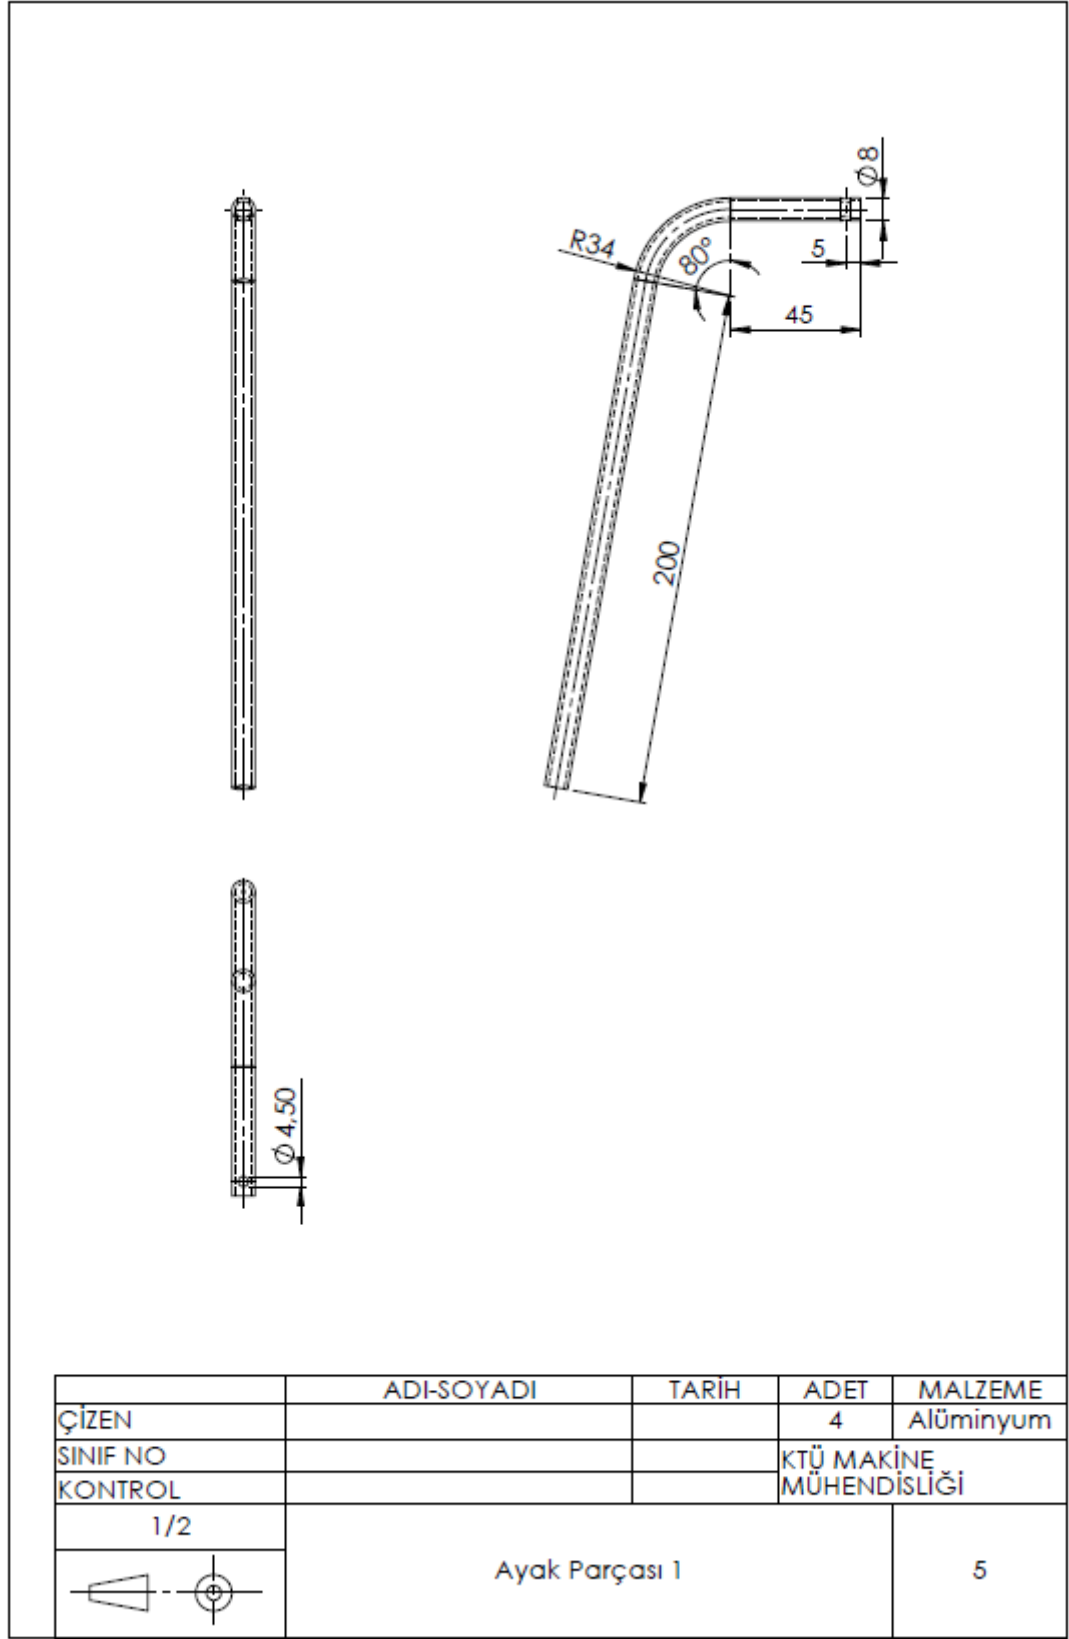 Ø8
R34
80°
5
45
200
Ø4,50
ADI-SOYADI TARİH ADET MALZEME
ÇİZEN 4 Alüminyum
SINIF NO KTÜ MAKİNE
KONTROL MÜHENDİSLİĞİ
1/2
Ayak Parçası 1 5